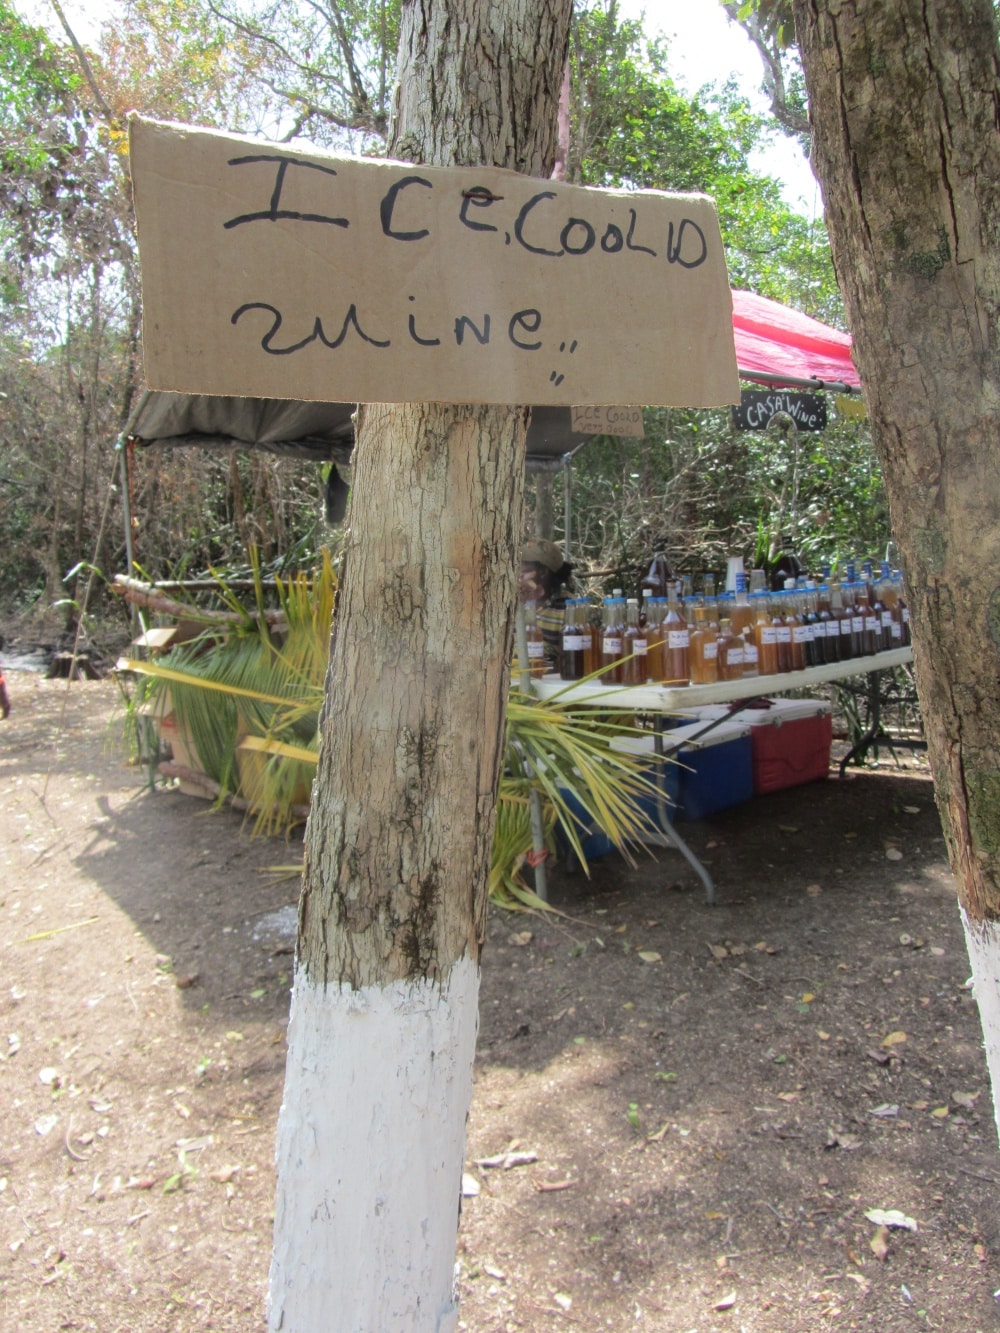 ICe, CooLD
wiNe,,
"
CASA WiNe
ICE COOLD